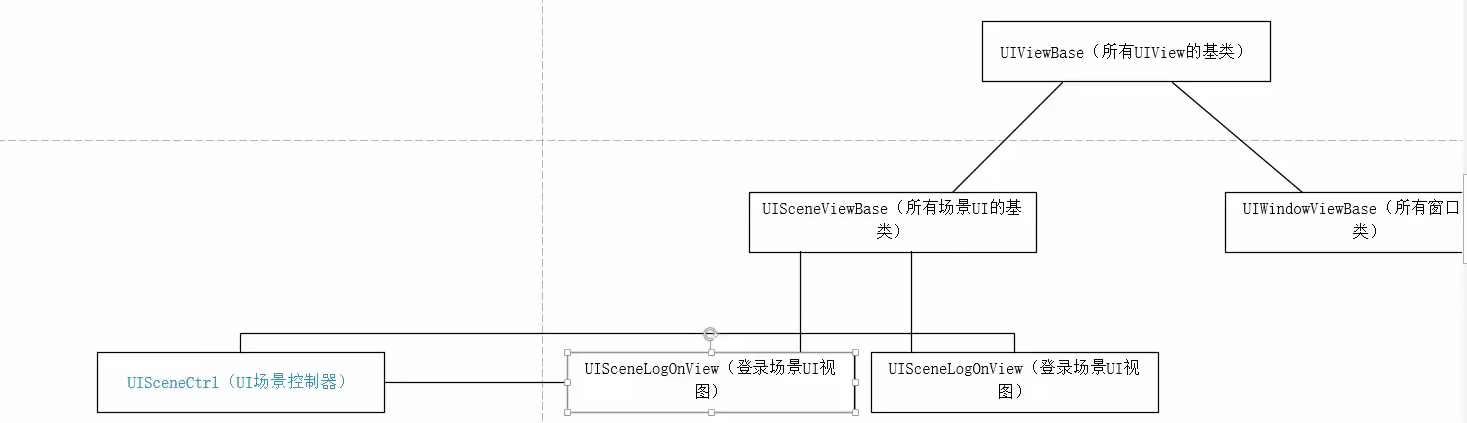 UIViewBase（所有UIView的基类）
UISceneViewBase（所有场景UI的基
类）
UIWindowViewBase（所有窗口
类）
UISceneCtrl（UI场景控制器）
UISceneLogOnView（登录场景UI视
图）
UISceneLogOnView（登录场景UI视
图）